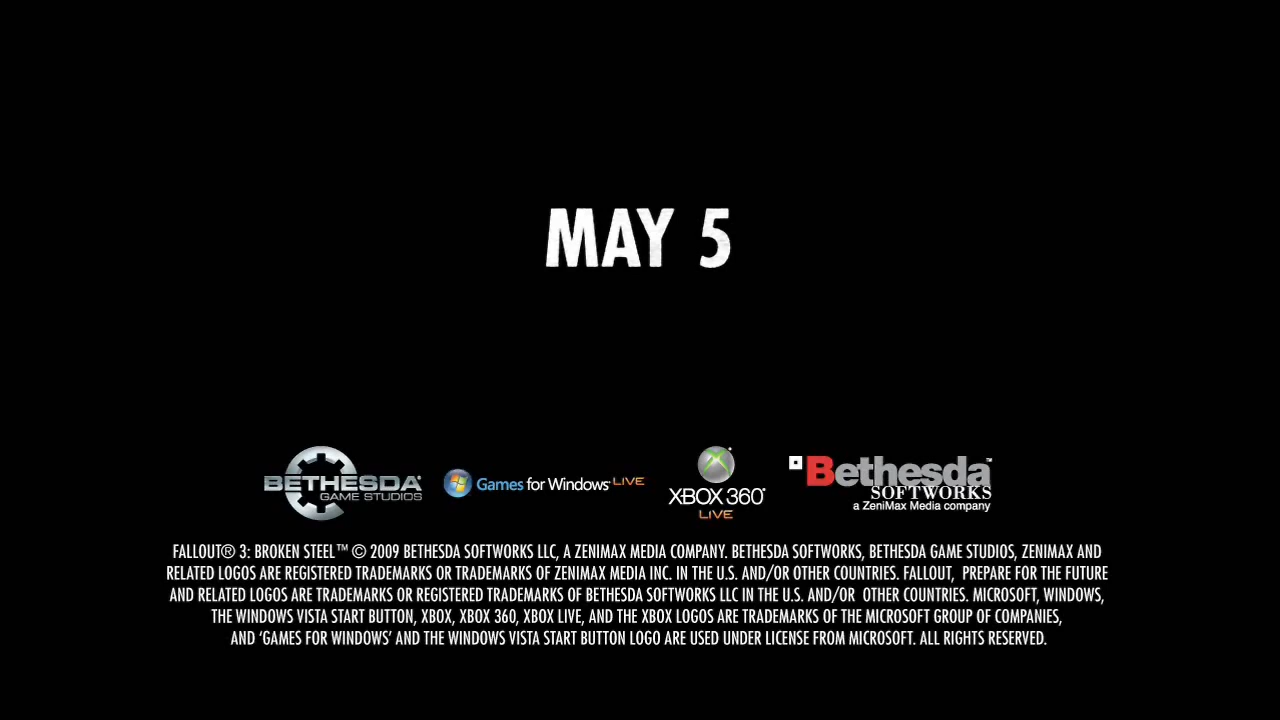 MAY 5
BETHESDA®
GAME STUDIOS
Games for Windows® LIVE
XBOX 360®
LIVE
Bethesda™
SOFTWORKS
a ZeniMax Media company
FALLOUT® 3: BROKEN STEEL™ © 2009 BETHESDA SOFTWORKS LLC, A ZENIMAX MEDIA COMPANY. BETHESDA SOFTWORKS, BETHESDA GAME STUDIOS, ZENIMAX AND
RELATED LOGOS ARE REGISTERED TRADEMARKS OR TRADEMARKS OF ZENIMAX MEDIA INC. IN THE U.S. AND/OR OTHER COUNTRIES. FALLOUT, PREPARE FOR THE FUTURE
AND RELATED LOGOS ARE TRADEMARKS OR REGISTERED TRADEMARKS OF BETHESDA SOFTWORKS LLC IN THE U.S. AND/OR OTHER COUNTRIES. MICROSOFT, WINDOWS,
THE WINDOWS VISTA START BUTTON, XBOX, XBOX 360, XBOX LIVE, AND THE XBOX LOGOS ARE TRADEMARKS OF THE MICROSOFT GROUP OF COMPANIES,
AND ‘GAMES FOR WINDOWS’ AND THE WINDOWS VISTA START BUTTON LOGO ARE USED UNDER LICENSE FROM MICROSOFT. ALL RIGHTS RESERVED.